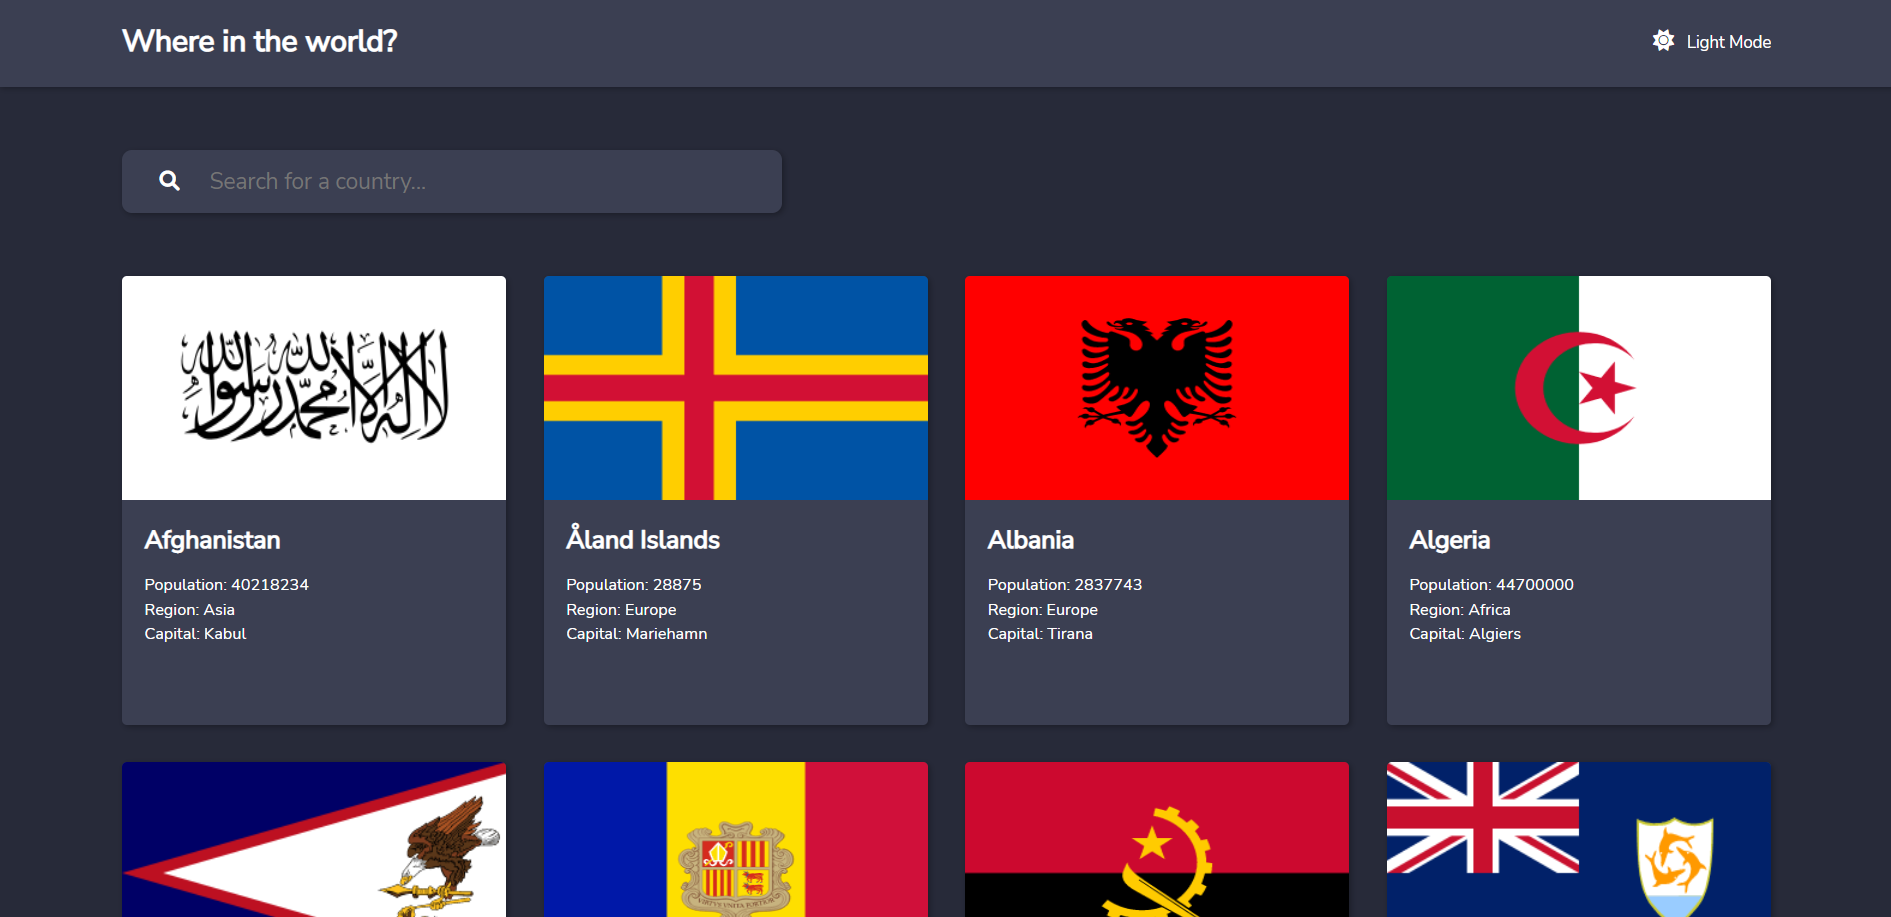 Where in the world?
Light Mode
Search for a country...
لا إله إلا الله محمد رسول الله
Afghanistan
Population: 40218234
Region: Asia
Capital: Kabul
Åland Islands
Population: 28875
Region: Europe
Capital: Mariehamn
Albania
Population: 2837743
Region: Europe
Capital: Tirana
Algeria
Population: 44700000
Region: Africa
Capital: Algiers
VIRTVS VNITA FORTIOR